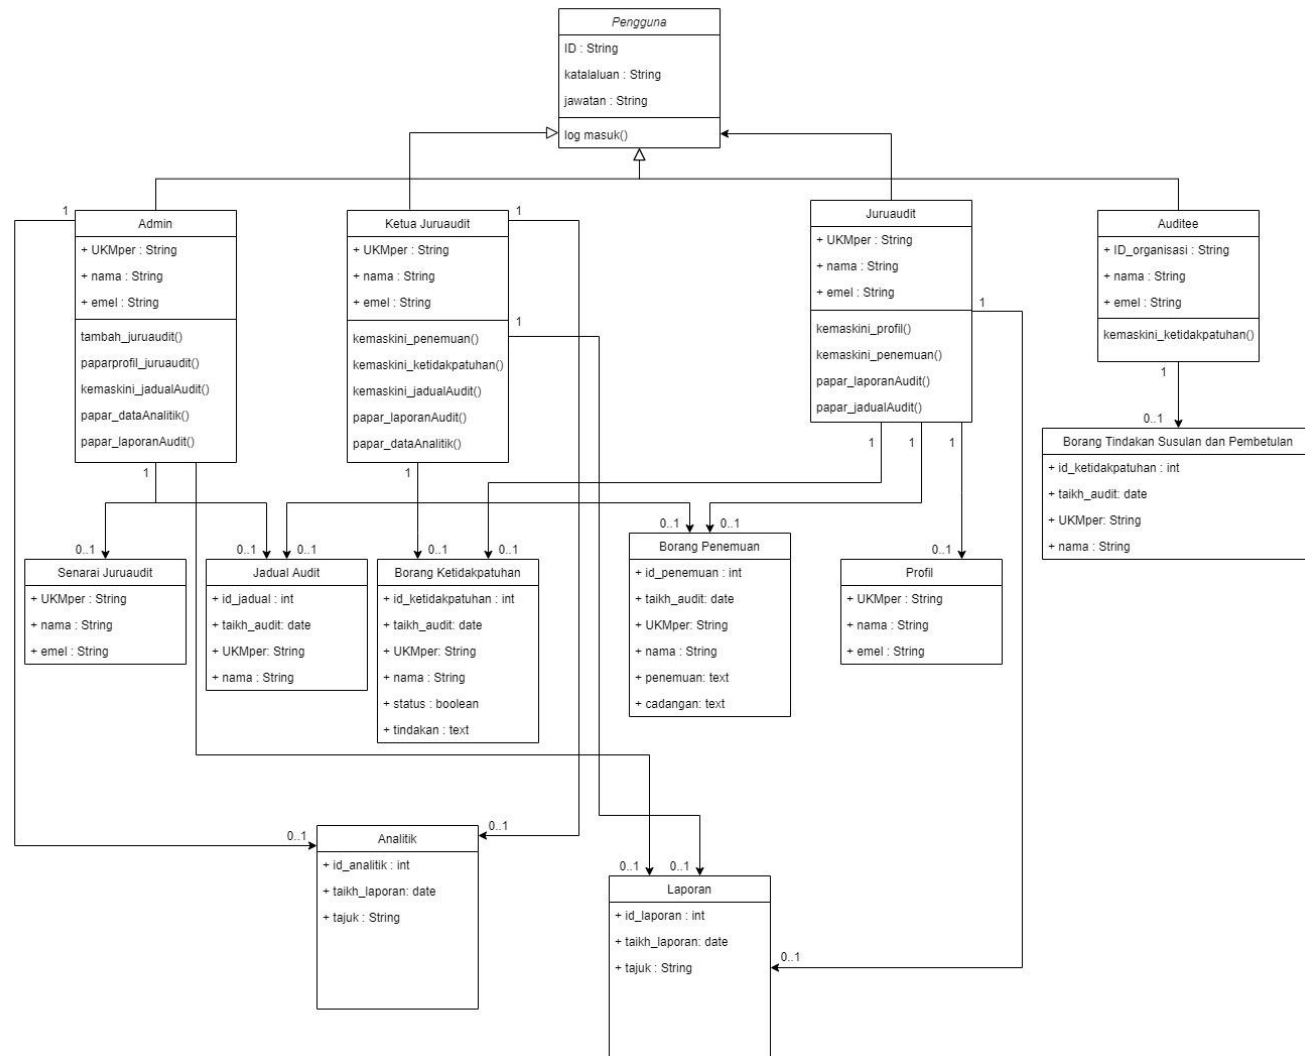 Pengguna
ID : String
katalaluan : String
jawatan : String
log masuk()
1
Admin
+ UKMper : String
+ nama : String
+ emel : String
tambah_juruaudit()
paparprofil_juruaudit()
kemaskini_jadualAudit()
papar_dataAnalitik()
papar_laporanAudit()
1
Ketua Juruaudit
1
+ UKMper : String
+ nama : String
+ emel : String
1
kemaskini_penemuan()
kemaskini_ketidakpatuhan()
kemaskini_jadualAudit()
papar_laporanAudit()
papar_dataAnalitik()
1
Juruaudit
+ UKMper : String
+ nama : String
+ emel : String
1
kemaskini_profil()
kemaskini_penemuan()
papar_laporanAudit()
papar_jadualAudit()
1
1
1
Auditee
+ ID_organisasi : String
+ nama : String
+ emel : String
kemaskini_ketidakpatuhan()
1
0..1
Borang Tindakan Susulan dan Pembetulan
+ id_ketidakpatuhan : int
+ taikh_audit: date
+ UKMper: String
+ nama : String
0..1
Senarai Juruaudit
+ UKMper : String
+ nama : String
+ emel : String
0..1
0..1
Jadual Audit
+ id_jadual : int
+ taikh_audit: date
+ UKMper: String
+ nama : String
0..1
0..1
Borang Ketidakpatuhan
+ id_ketidakpatuhan : int
+ taikh_audit: date
+ UKMper: String
+ nama : String
+ status : boolean
+ tindakan : text
0..1
0..1
Borang Penemuan
+ id_penemuan : int
+ taikh_audit: date
+ UKMper: String
+ nama : String
+ penemuan: text
+ cadangan: text
0..1
Profil
+ UKMper : String
+ nama : String
+ emel : String
0..1
0..1
Analitik
+ id_analitik : int
+ taikh_laporan: date
+ tajuk : String
0..1
0..1
Laporan
+ id_laporan : int
+ taikh_laporan: date
+ tajuk : String
0..1